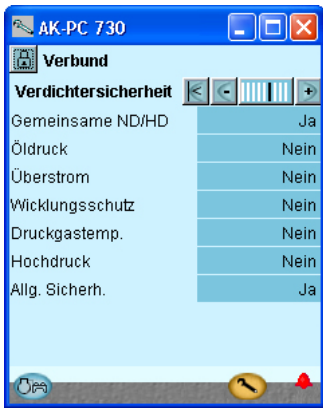 AK-PC 730
Verbund
Verdichtersicherheit
Gemeinsame ND/HD Ja
Öldruck Nein
Überstrom Nein
Wicklungsschutz Nein
Druckgastemp. Nein
Hochdruck Nein
Allg. Sicherh. Ja